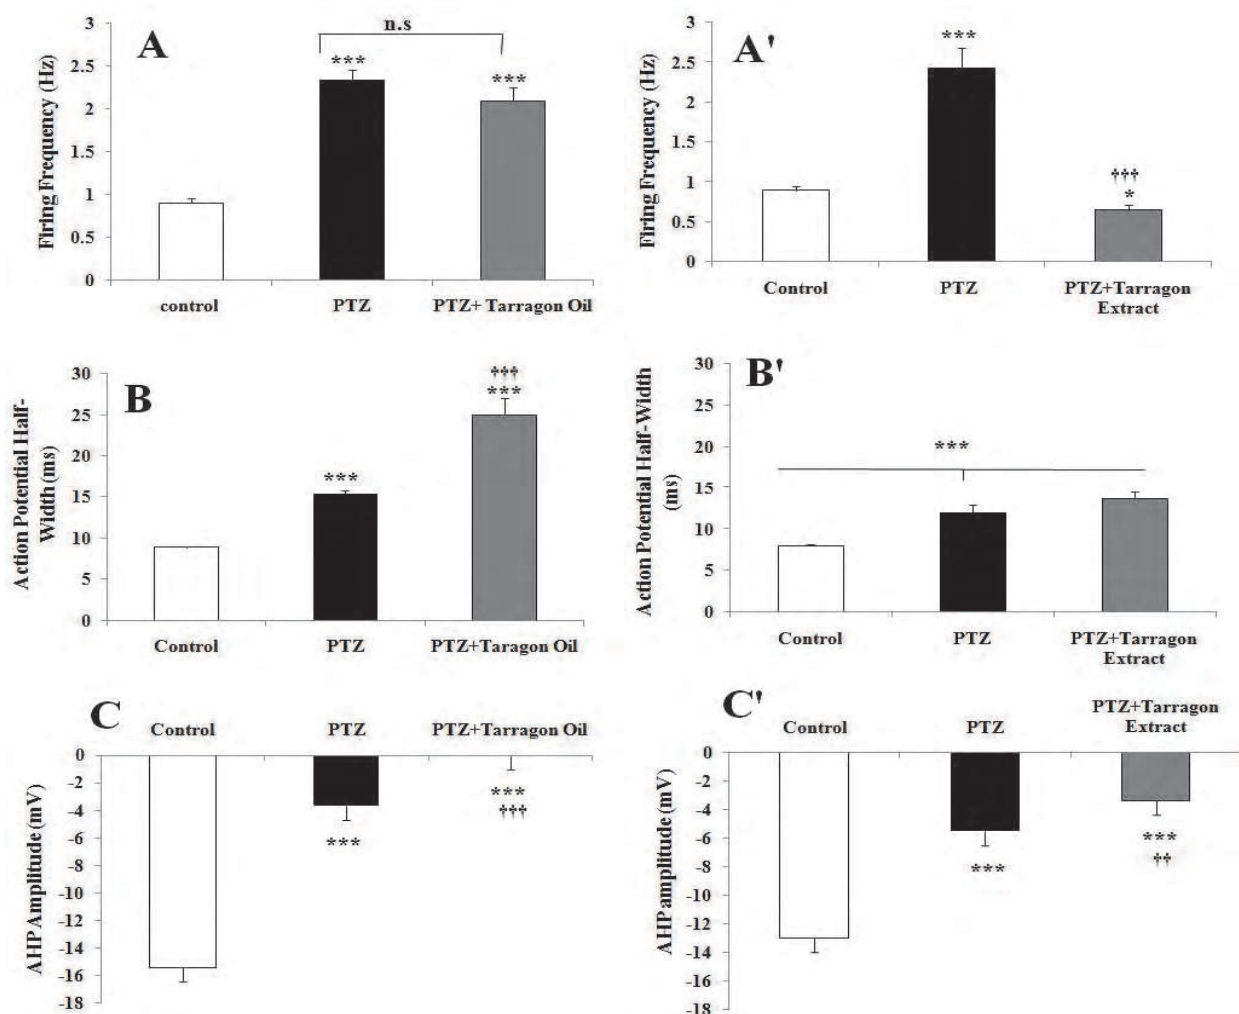 A
n.s
Firing Frequency (Hz)
3
2.5
2
1.5
1
0.5
0
***
***
control
PTZ
PTZ+ Tarragon Oil
A'
Firing Frequency (Hz)
3
2.5
2
1.5
1
0.5
0
***
†††
*
Control
PTZ
PTZ+Tarragon
Extract
B
Action Potential Half-
Width (ms)
30
25
20
15
10
5
0
***
†††
***
Control
PTZ
PTZ+Taragon Oil
B'
Action Potential Half-Width
(ms)
30
25
20
15
10
5
0
***
Control
PTZ
PTZ+Tarragon
Extract
C
Control
PTZ
PTZ+Tarragon Oil
AHP Amplitude (mV)
0
-2
-4
-6
-8
-10
-12
-14
-16
-18
***
***
†††
C'
Control
PTZ
PTZ+Tarragon
Extract
AHP amplitude (mV)
0
-2
-4
-6
-8
-10
-12
-14
-16
-18
***
***
††